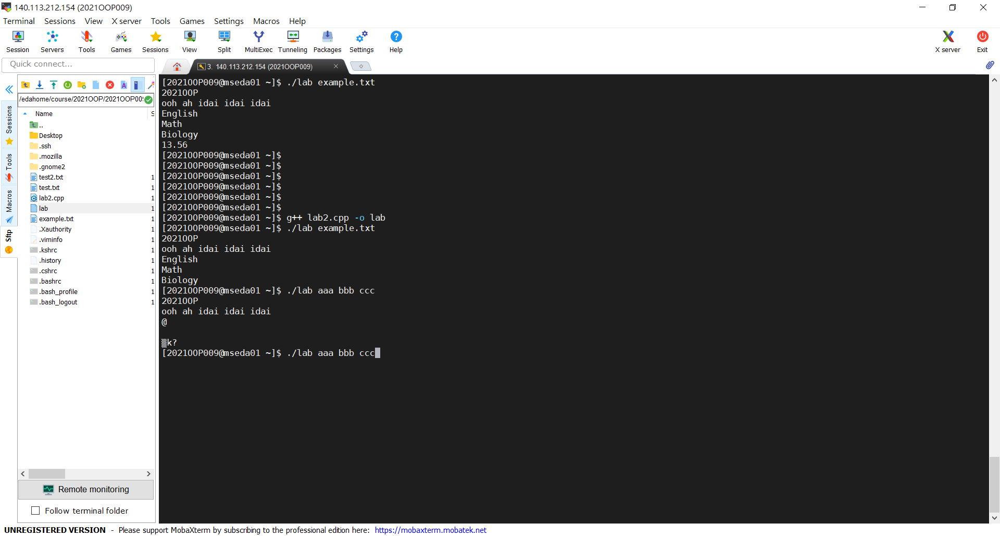 140.113.212.154 (2021OOP009)
Terminal Sessions View X server Tools Games Settings Macros Help
Session Servers Tools Games Sessions View Split MultiExec Tunneling Packages Settings Help X server Exit
Quick connect...
3. 140.113.212.154 (2021OOP009)
/edahome/course/2021OOP/2021OOP009
Name S
..
Desktop
.ssh
.mozilla
.gnome2
test2.txt 1
test.txt 1
lab2.cpp 1
lab 1
example.txt 1
.Xauthority 1
.viminfo 1
.kshrc 1
.history 1
.cshrc 1
.bashrc 1
.bash_profile 1
.bash_logout 1
Sessions
Tools
Macros
Sftp
Remote monitoring
Follow terminal folder
[2021OOP009@mseda01 ~]$ ./lab example.txt
2021OOP
ooh ah idai idai idai
English
Math
Biology
13.56
[2021OOP009@mseda01 ~]$
[2021OOP009@mseda01 ~]$
[2021OOP009@mseda01 ~]$
[2021OOP009@mseda01 ~]$
[2021OOP009@mseda01 ~]$
[2021OOP009@mseda01 ~]$
[2021OOP009@mseda01 ~]$ g++ lab2.cpp -o lab
[2021OOP009@mseda01 ~]$ ./lab example.txt
2021OOP
ooh ah idai idai idai
English
Math
Biology
[2021OOP009@mseda01 ~]$ ./lab aaa bbb ccc
2021OOP
ooh ah idai idai idai
@
▒k?
[2021OOP009@mseda01 ~]$ ./lab aaa bbb ccc
UNREGISTERED VERSION - Please support MobaXterm by subscribing to the professional edition here: https://mobaxterm.mobatek.net